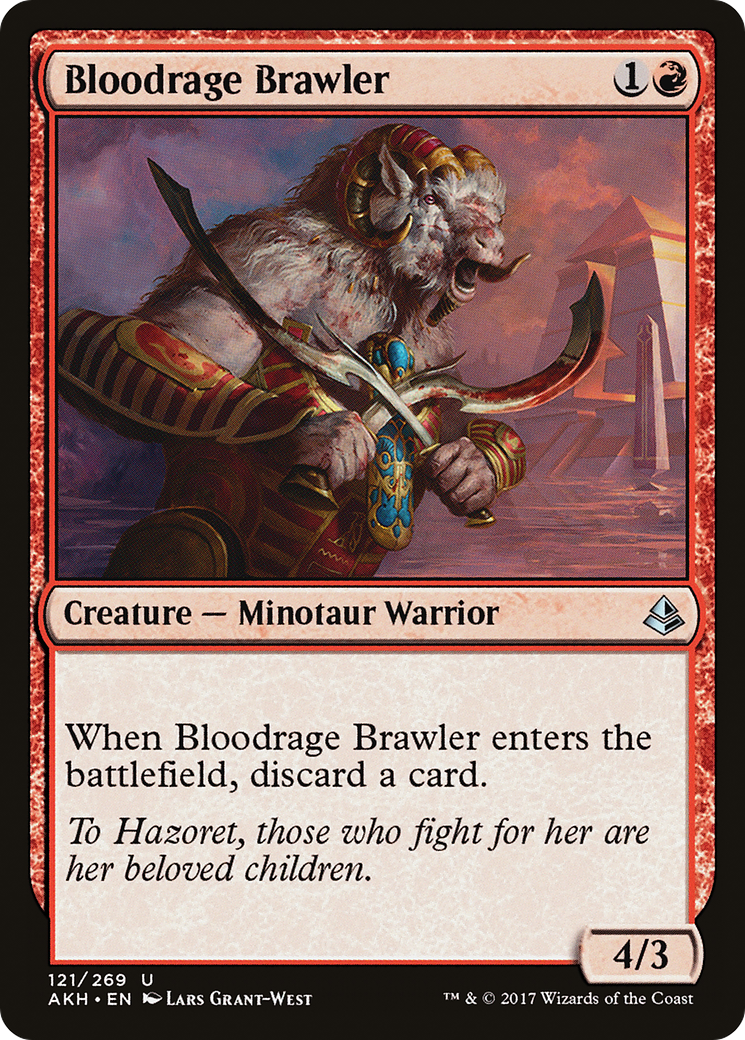 Bloodrage Brawler 1
Creature — Minotaur Warrior
When Bloodrage Brawler enters the
battlefield, discard a card.
To Hazoret, those who fight for her are
her beloved children.
4/3
121/269 U
AKH • EN Lars Grant-West
™ & © 2017 Wizards of the Coast